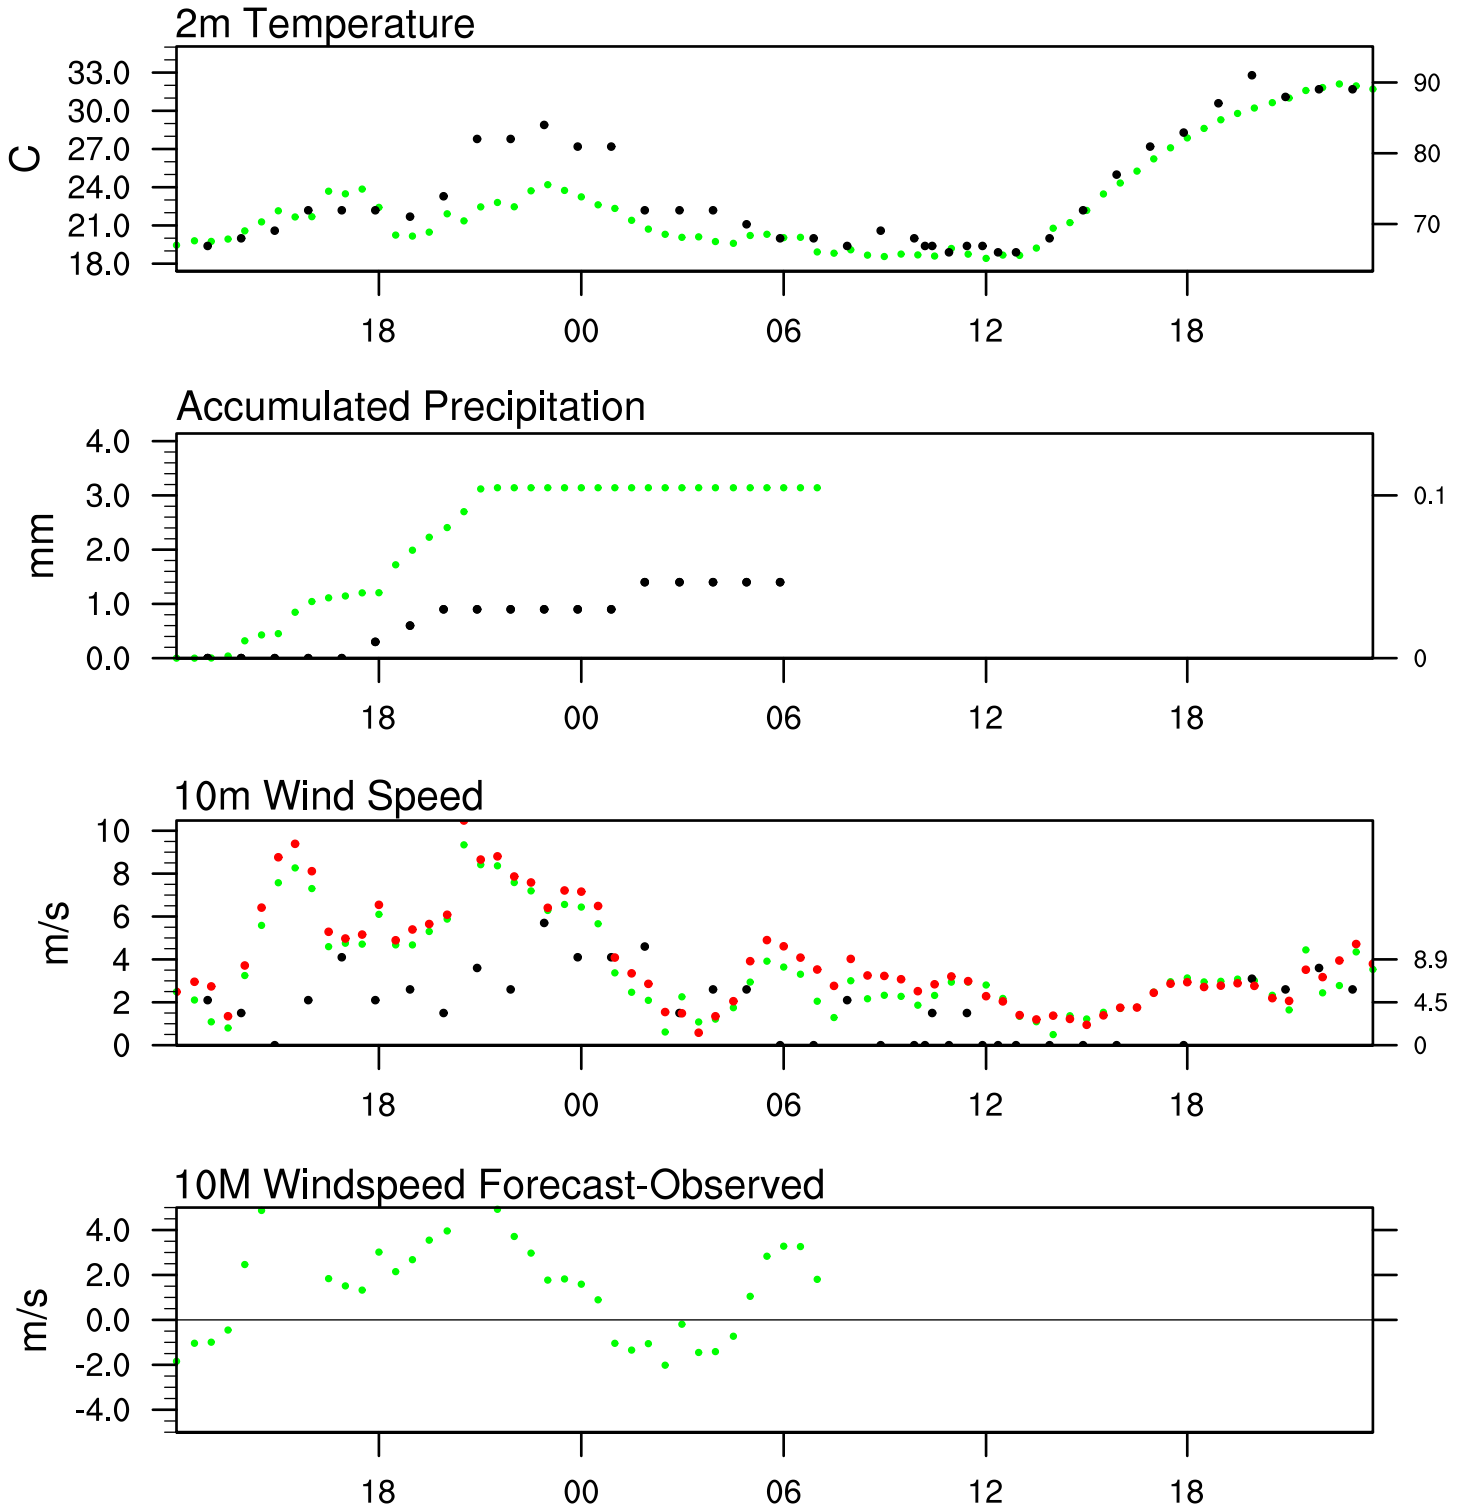 2m Temperature
33.0
30.0
27.0
24.0
21.0
18.0
C
90
80
70
18 00 06 12 18
Accumulated Precipitation
4.0
3.0
2.0
1.0
0.0
mm
0.1
0
18 00 06 12 18
10m Wind Speed
10
8
6
4
2
0
m/s
8.9
4.5
0
18 00 06 12 18
10M Windspeed Forecast-Observed
4.0
2.0
0.0
-2.0
-4.0
m/s
18 00 06 12 18